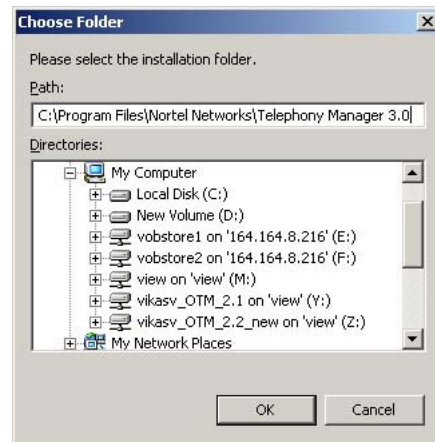 Choose Folder
Please select the installation folder.
Path:
C:\Program Files\Nortel Networks\Telephony Manager 3.0
Directories:
My Computer
Local Disk (C:)
New Volume (D:)
vobstore1 on '164.164.8.216' (E:)
vobstore2 on '164.164.8.216' (F:)
view on 'view' (M:)
vikasv_OTM_2.1 on 'view' (Y:)
vikasv_OTM_2.2_new on 'view' (Z:)
My Network Places
OK
Cancel